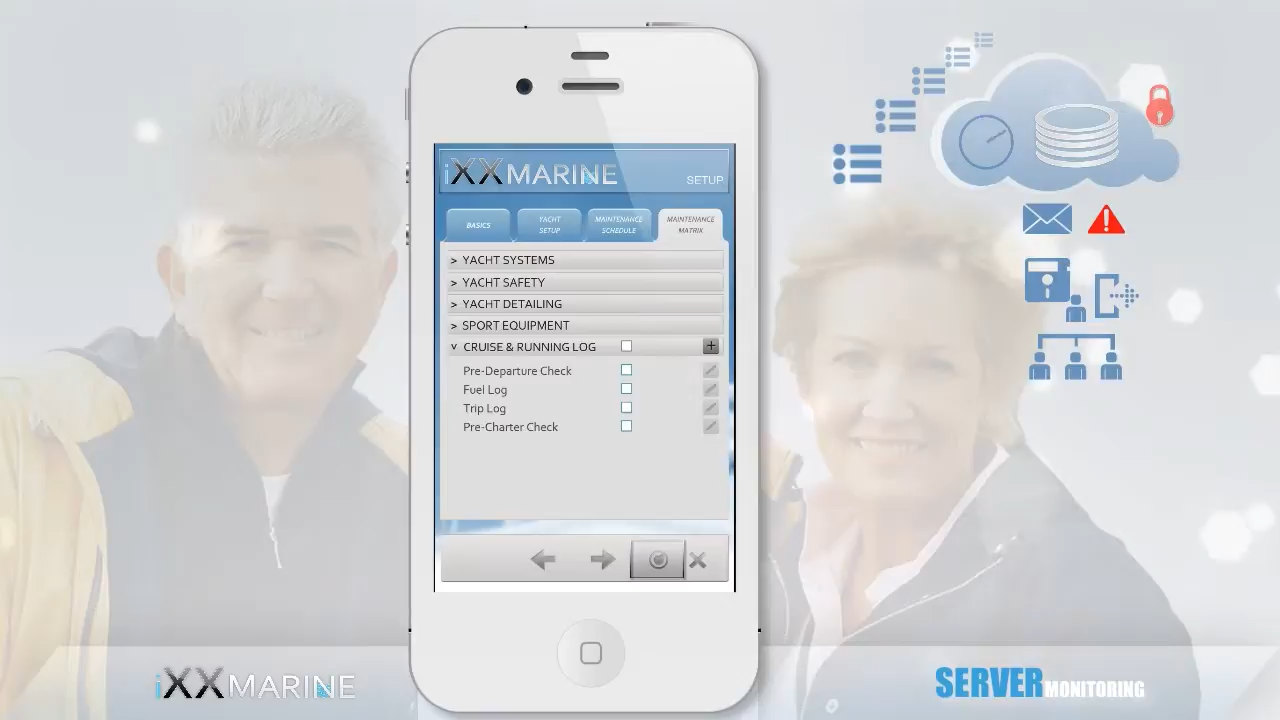 iXXMARINE
SETUP
BASICS
YACHT
SETUP
MAINTENANCE
SCHEDULE
MAINTENANCE
MATRIX
> YACHT SYSTEMS
> YACHT SAFETY
> YACHT DETAILING
> SPORT EQUIPMENT
v CRUISE & RUNNING LOG
Pre-Departure Check
Fuel Log
Trip Log
Pre-Charter Check
iXXMARINE
SERVER MONITORING